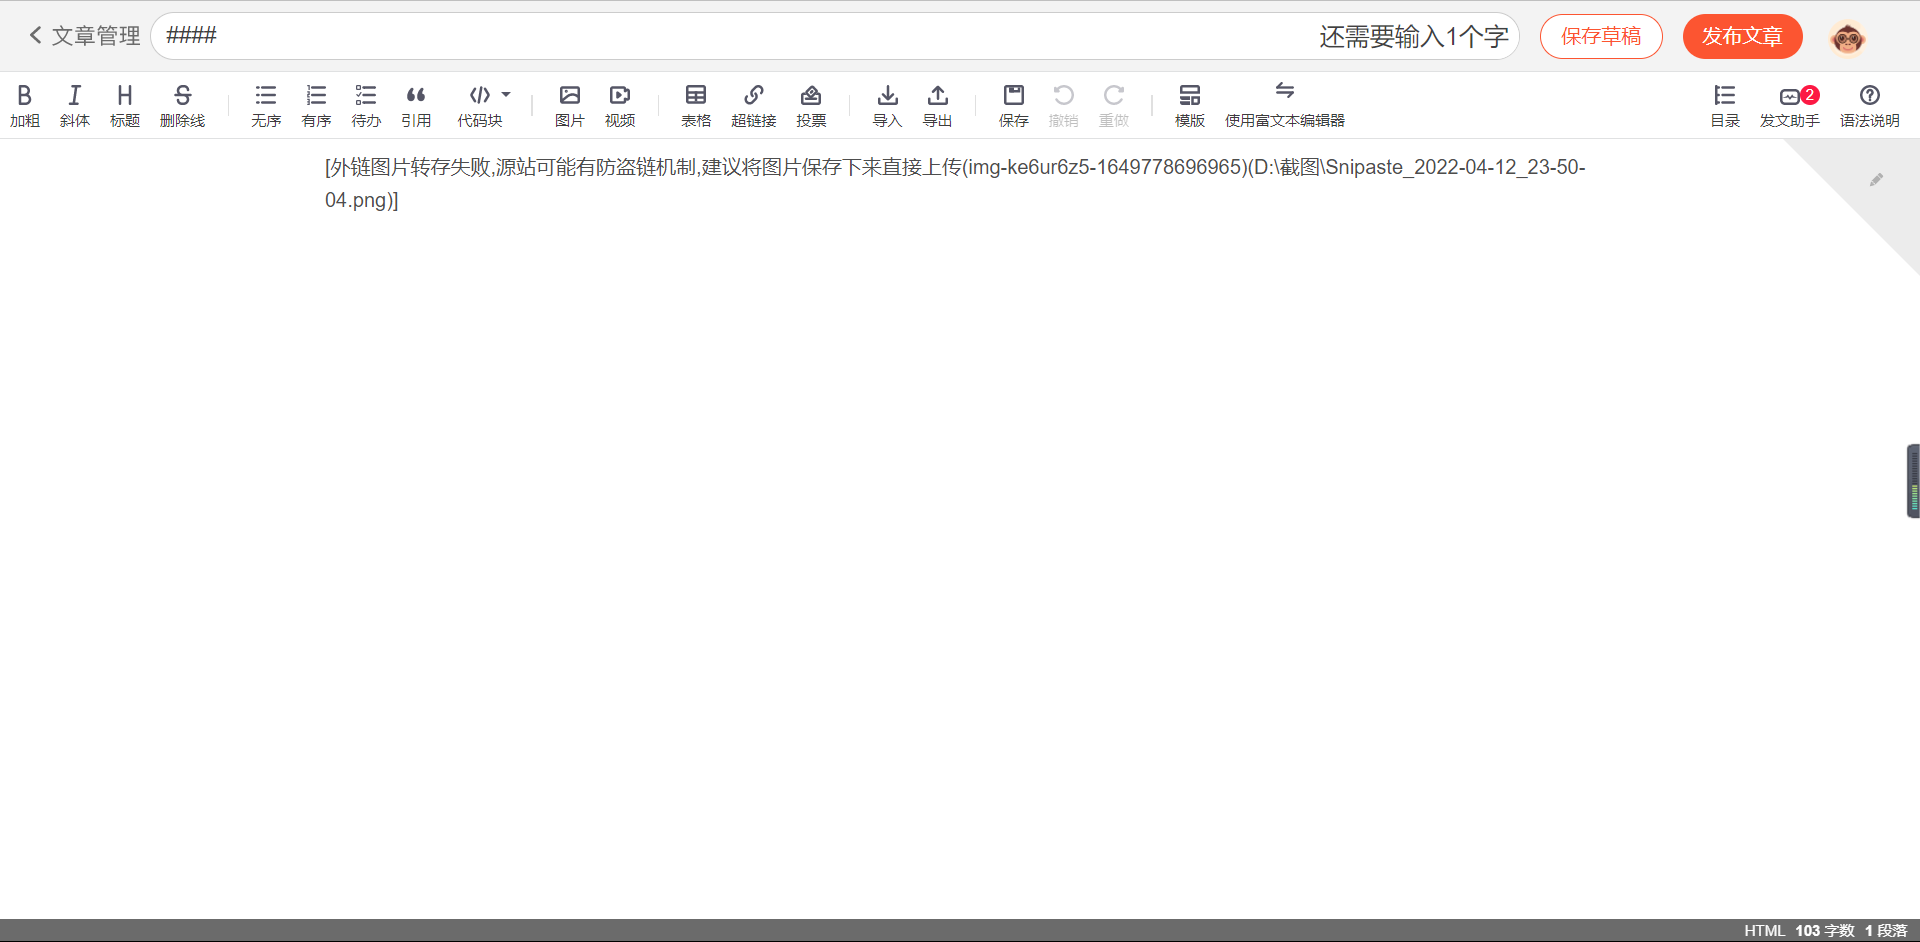 文章管理 #### 还需要输入1个字 保存草稿 发布文章
加粗 斜体 标题 删除线 无序 有序 待办 引用 代码块 图片 视频 表格 超链接 投票 导入 导出 保存 撤销 重做 模版 使用富文本编辑器 目录 发文助手 2 语法说明
[外链图片转存失败,源站可能有防盗链机制,建议将图片保存下来直接上传(img-ke6ur6z5-1649778696965)(D:\截图\Snipaste_2022-04-12_23-50-
04.png)]
HTML 103 字数 1 段落